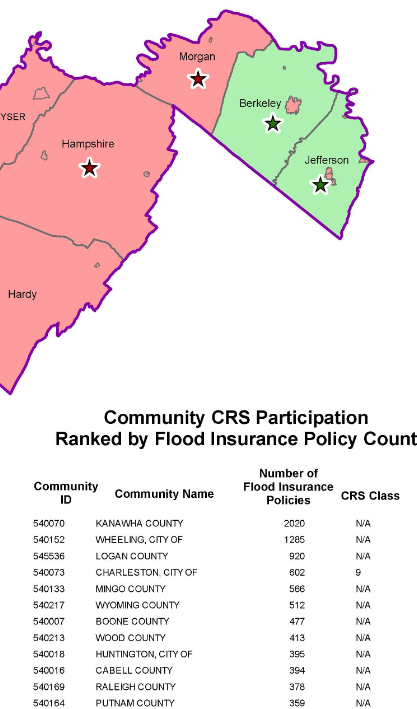 Morgan
Berkeley
YSER
Hampshire
Jefferson
Hardy
Community CRS Participation
Ranked by Flood Insurance Policy Count
Community ID Community Name Number of Flood Insurance Policies CRS Class
540070 KANAWHA COUNTY 2020 N/A
540152 WHEELING, CITY OF 1285 N/A
545536 LOGAN COUNTY 920 N/A
540073 CHARLESTON, CITY OF 602 9
540133 MINGO COUNTY 566 N/A
540217 WYOMING COUNTY 512 N/A
540007 BOONE COUNTY 477 N/A
540213 WOOD COUNTY 413 N/A
540018 HUNTINGTON, CITY OF 395 N/A
540016 CABELL COUNTY 394 N/A
540169 RALEIGH COUNTY 378 N/A
540164 PUTNAM COUNTY 359 N/A